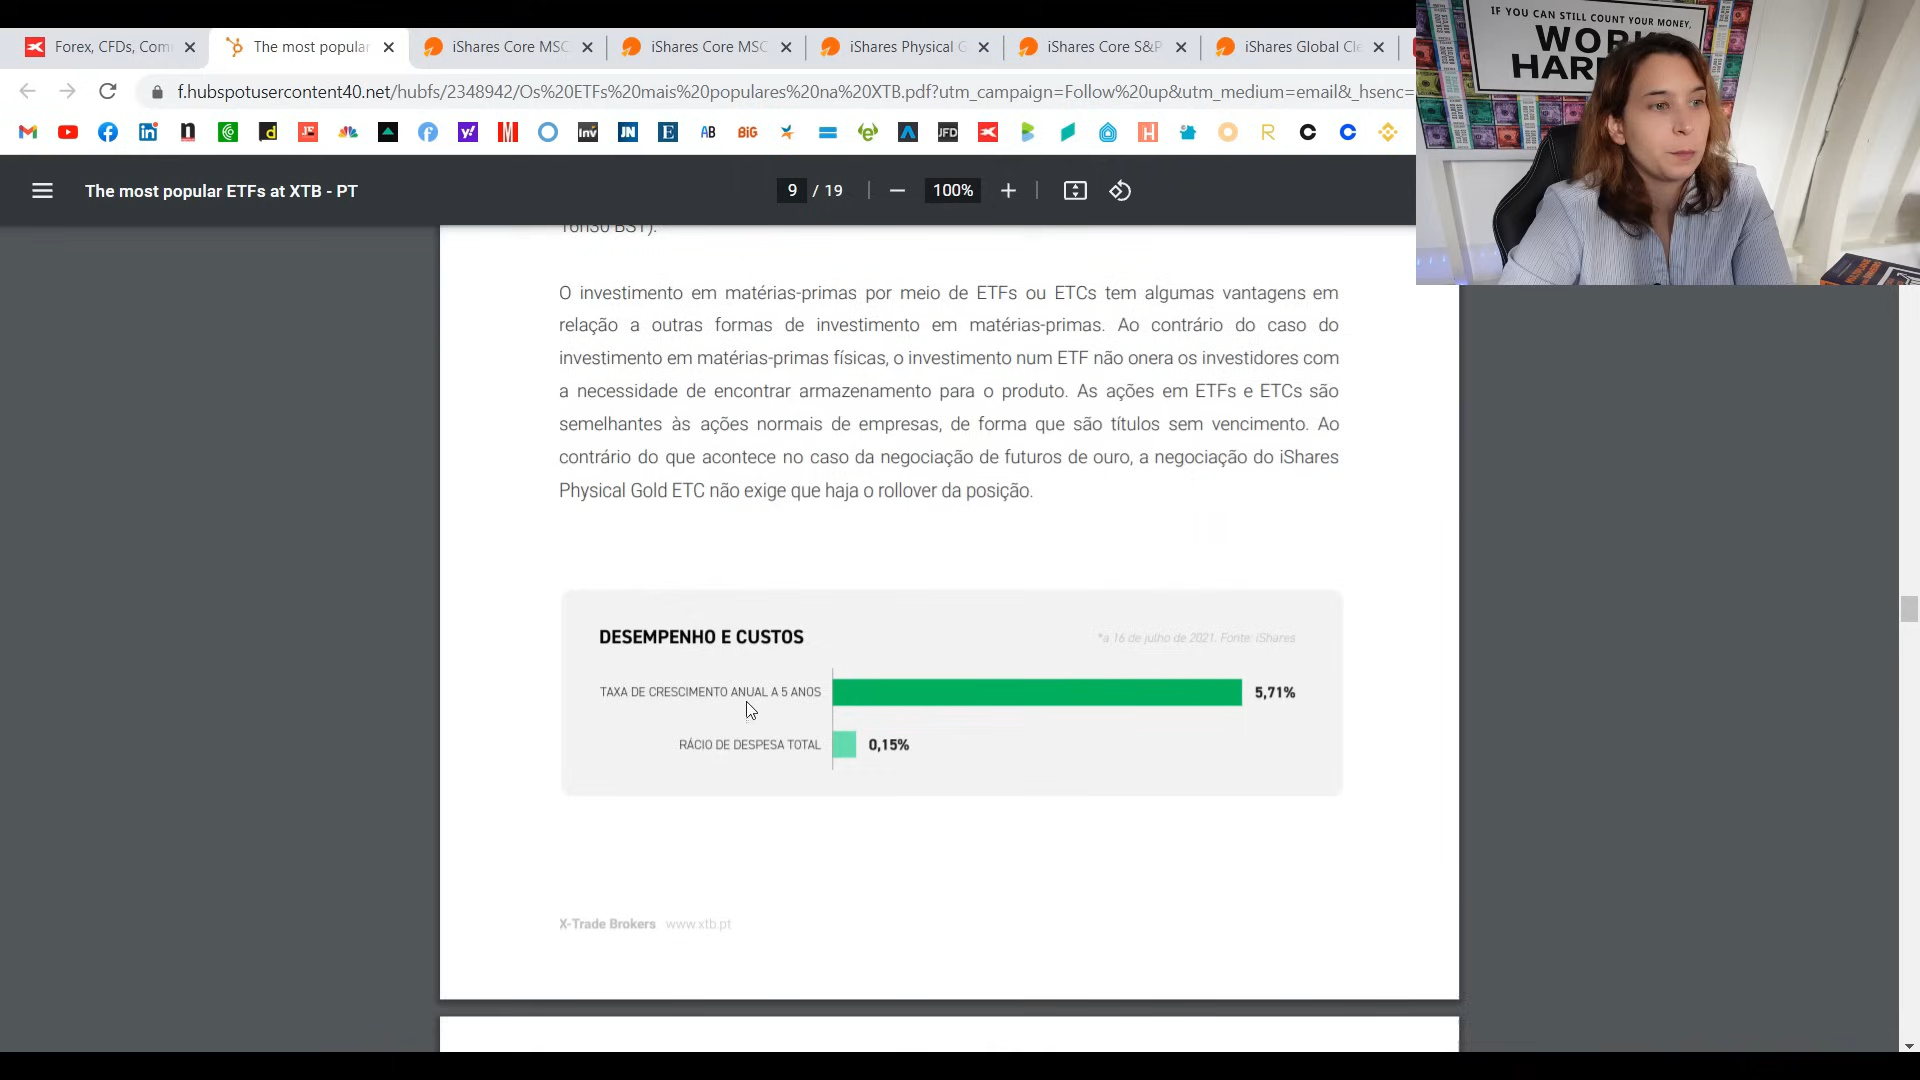 Forex, CFDs, Com
The most popular
iShares Core MSC
iShares Core MSC
iShares Physical G
iShares Core S&P
iShares Global Cle
f.hubspotusercontent40.net/hubfs/2348942/Os%20ETFs%20mais%20populares%20na%20XTB.pdf?utm_campaign=Follow%20up&utm_medium=email&_hsenc=
The most popular ETFs at XTB - PT
9 / 19
100%
IF YOU CAN STILL COUNT YOUR MONEY,
WORK
HAR
16h30 BST).
O investimento em matérias-primas por meio de ETFs ou ETCs tem algumas vantagens em
relação a outras formas de investimento em matérias-primas. Ao contrário do caso do
investimento em matérias-primas físicas, o investimento num ETF não onera os investidores com
a necessidade de encontrar armazenamento para o produto. As ações em ETFs e ETCs são
semelhantes às ações normais de empresas, de forma que são títulos sem vencimento. Ao
contrário do que acontece no caso da negociação de futuros de ouro, a negociação do iShares
Physical Gold ETC não exige que haja o rollover da posição.
DESEMPENHO E CUSTOS
*a 16 de julho de 2021. Fonte: iShares
TAXA DE CRESCIMENTO ANUAL A 5 ANOS
5,71%
RÁCIO DE DESPESA TOTAL
0,15%
X-Trade Brokers www.xtb.pt